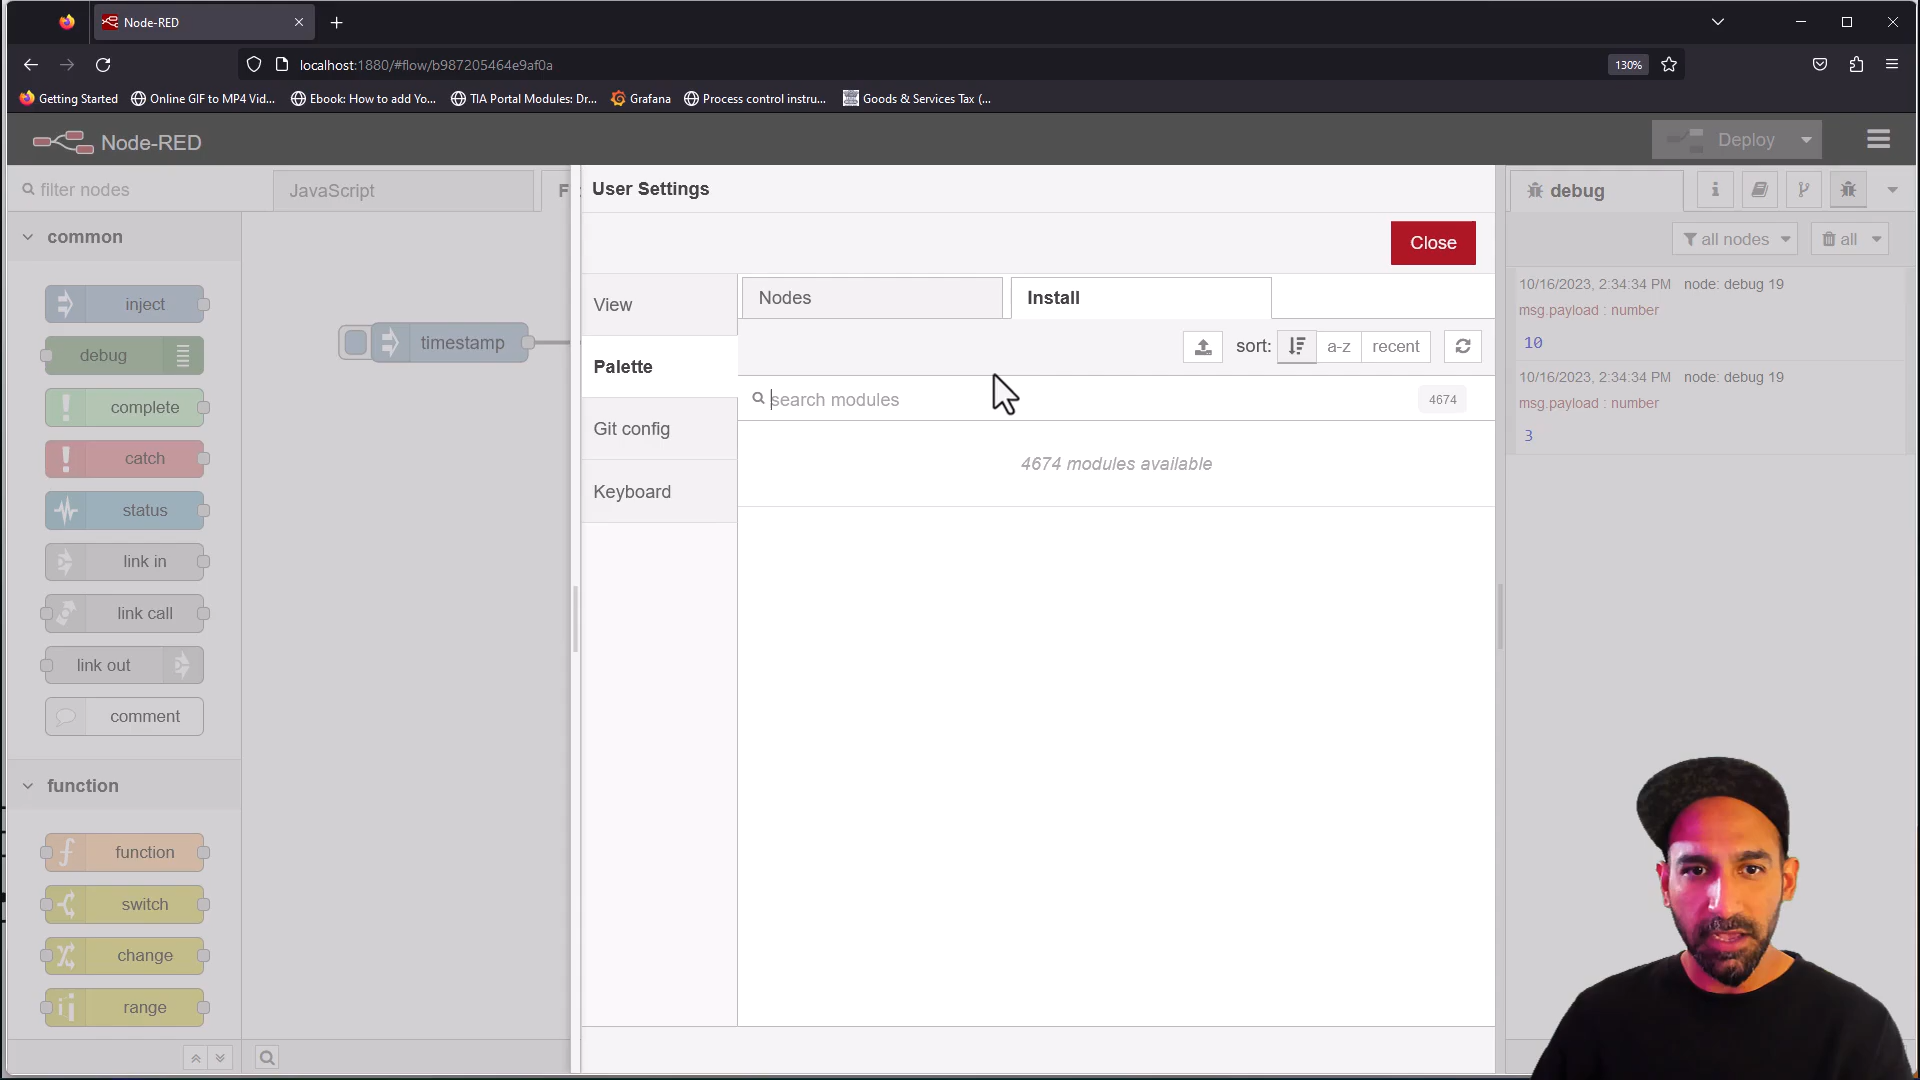 Node-RED
localhost:1880/#flow/b987205464e9af0a
130%
Getting Started
Online GIF to MP4 Vid...
Ebook: How to add Yo...
TIA Portal Modules: Dr...
Grafana
Process control instru...
Goods & Services Tax (...
Node-RED
Deploy
filter nodes
JavaScript
F
User Settings
debug
common
Close
all nodes
all
inject
timestamp
View
Nodes
Install
10/16/2023, 2:34:34 PM node: debug 19
msg.payload : number
10
debug
Palette
sort:
a-z
recent
10/16/2023, 2:34:34 PM node: debug 19
msg.payload : number
3
complete
search modules
4674
catch
Git config
4674 modules available
status
Keyboard
link in
link call
link out
comment
function
function
switch
change
range